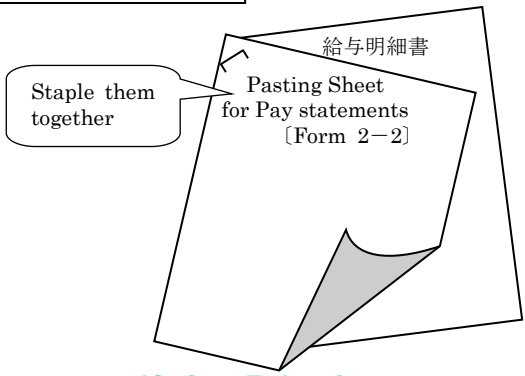 給与明細書
Staple them
together
Pasting Sheet
for Pay statements
〔Form 2－2〕